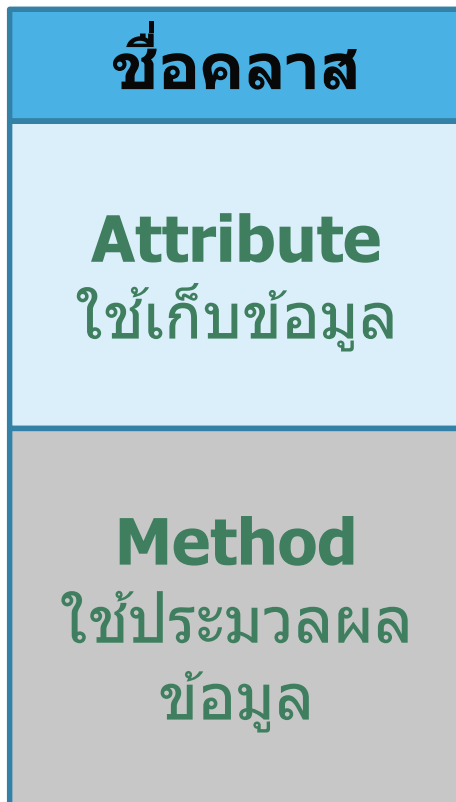 ชื่อคลาส
Attribute
ใช้เก็บข้อมูล
Method
ใช้ประมวลผล
ข้อมูล